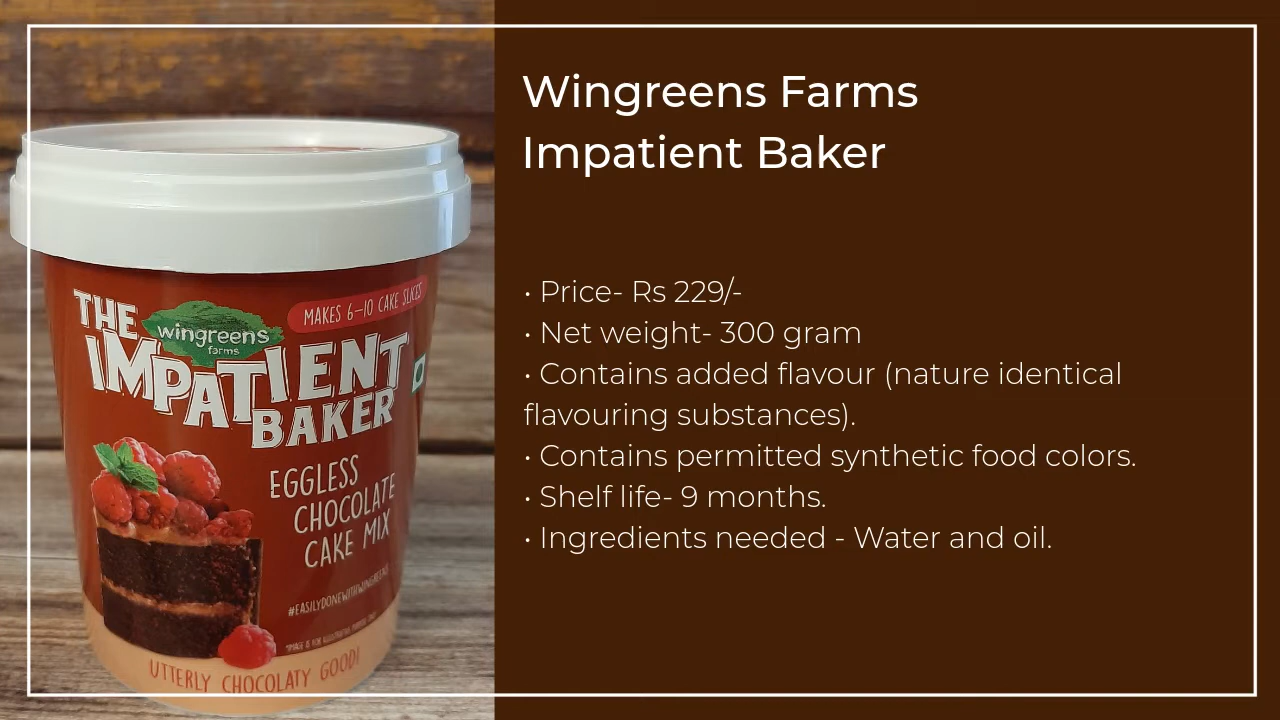 Wingreens Farms
Impatient Baker
• Price- Rs 229/-
• Net weight- 300 gram
• Contains added flavour (nature identical
flavouring substances).
• Contains permitted synthetic food colors.
• Shelf life- 9 months.
• Ingredients needed - Water and oil.
MAKES 6-10 CAKE SLICES
wingreens
farms
THE
IMPATIENT
BAKER
EGGLESS
CHOCOLATE
CAKE MIX
#EASILYDONEWITHWINGREENS
UTTERLY CHOCOLATY GOOD!